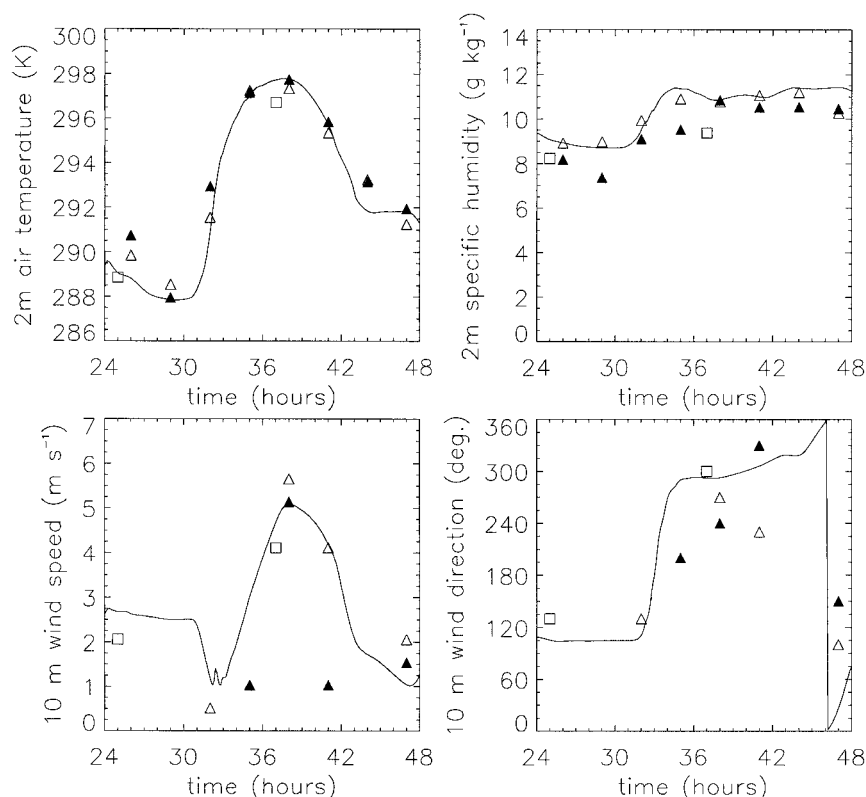 300
298
296
294
292
290
288
286
2m air temperature (K)
24 30 36 42 48
time (hours)
14
12
10
8
6
4
2
0
2m specific humidity (g kg⁻¹)
24 30 36 42 48
time (hours)
7
6
5
4
3
2
1
0
10 m wind speed (m s⁻¹)
24 30 36 42 48
time (hours)
360
300
240
180
120
60
0
10 m wind direction (deg.)
24 30 36 42 48
time (hours)